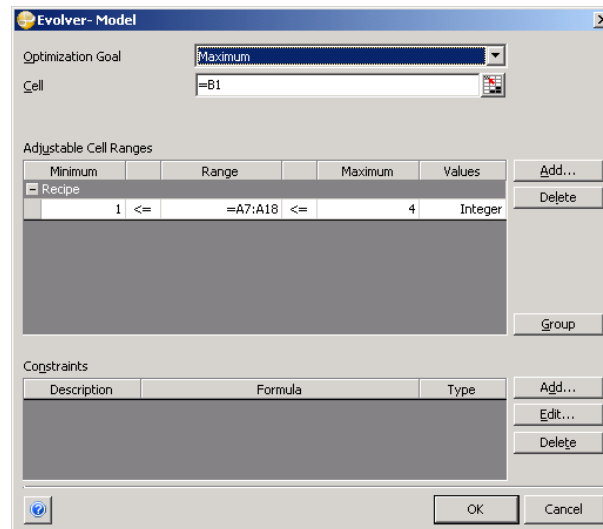 Evolver- Model
Optimization Goal Maximum
Cell =B1
Adjustable Cell Ranges
Minimum Range Maximum Values Add...
Recipe Delete
1 <= =A7:A18 <= 4 Integer
Group
Constraints
Description Formula Type Add...
Edit...
Delete
? OK Cancel